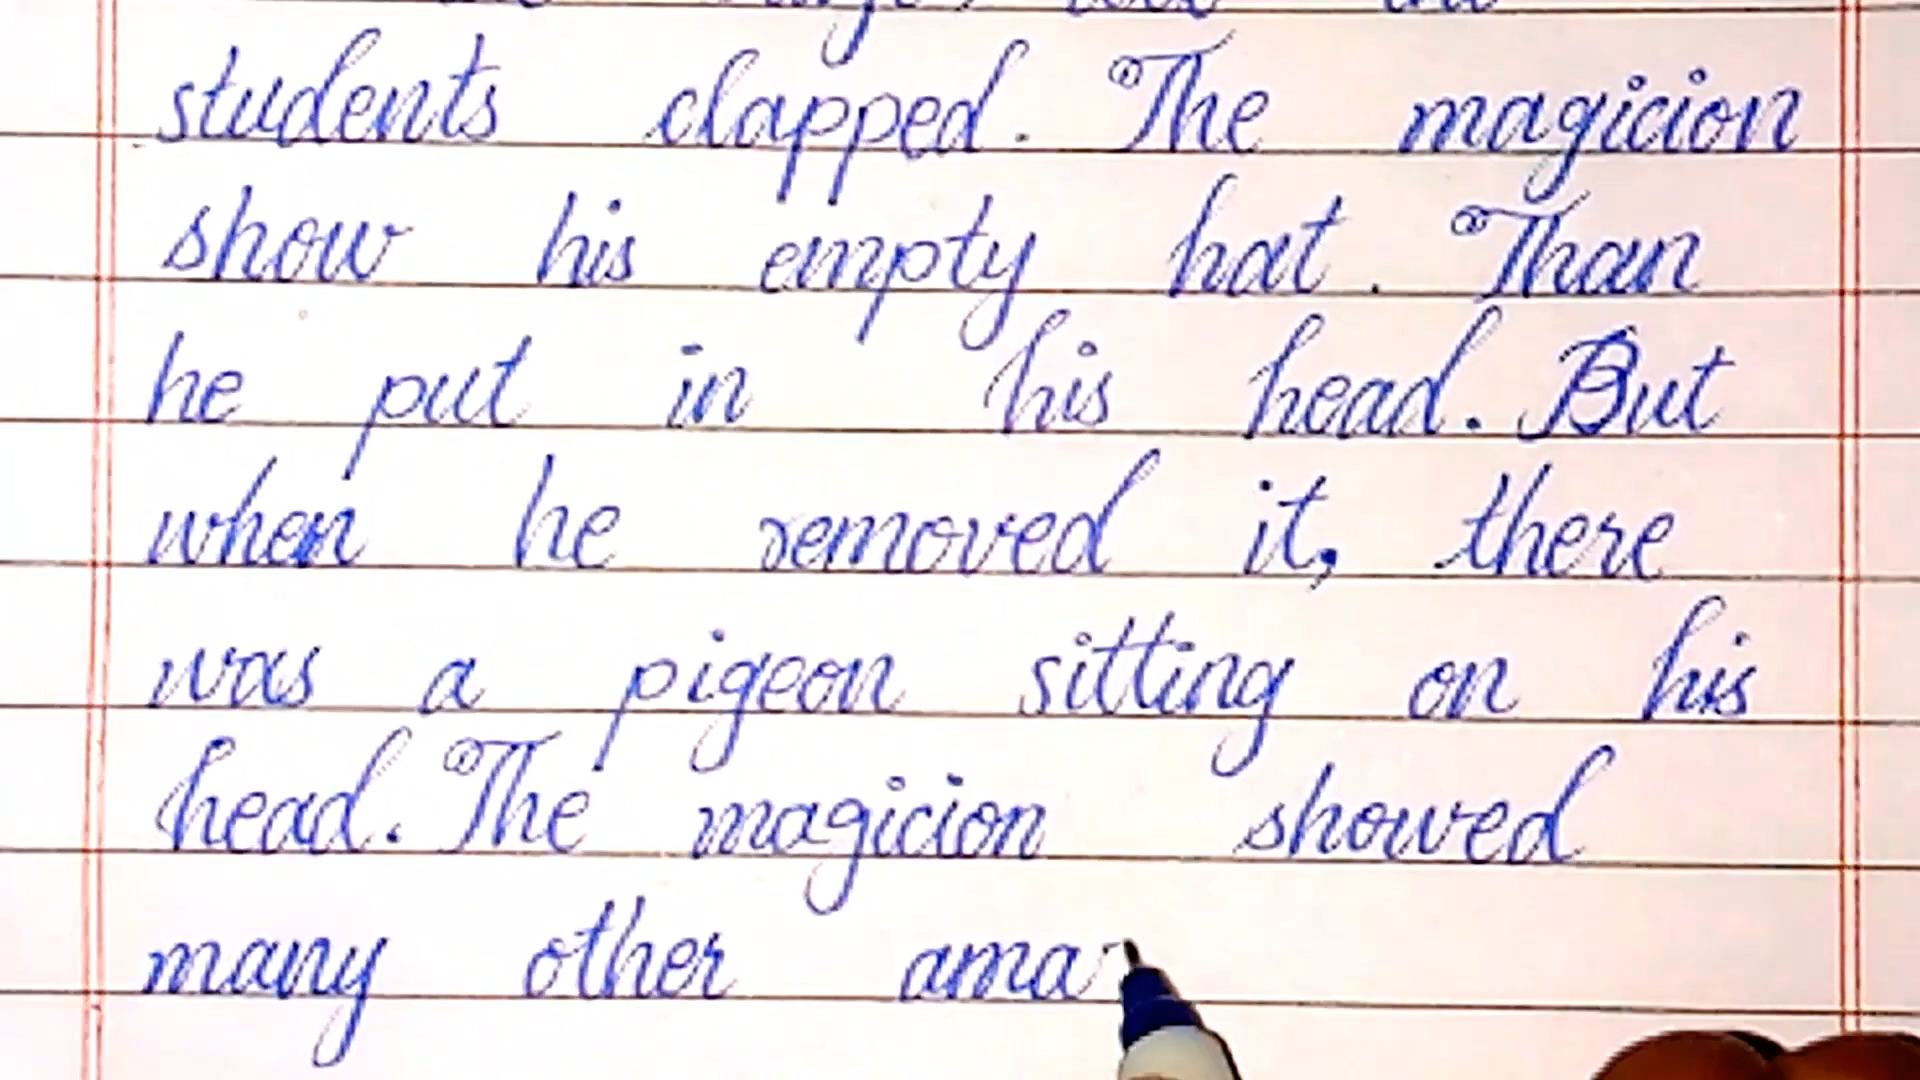 students clapped. The magicion
show his empty hat. Than
he put in his head. But
when he removed it, there
was a pigeon sitting on his
head. The magicion showed
many other ama